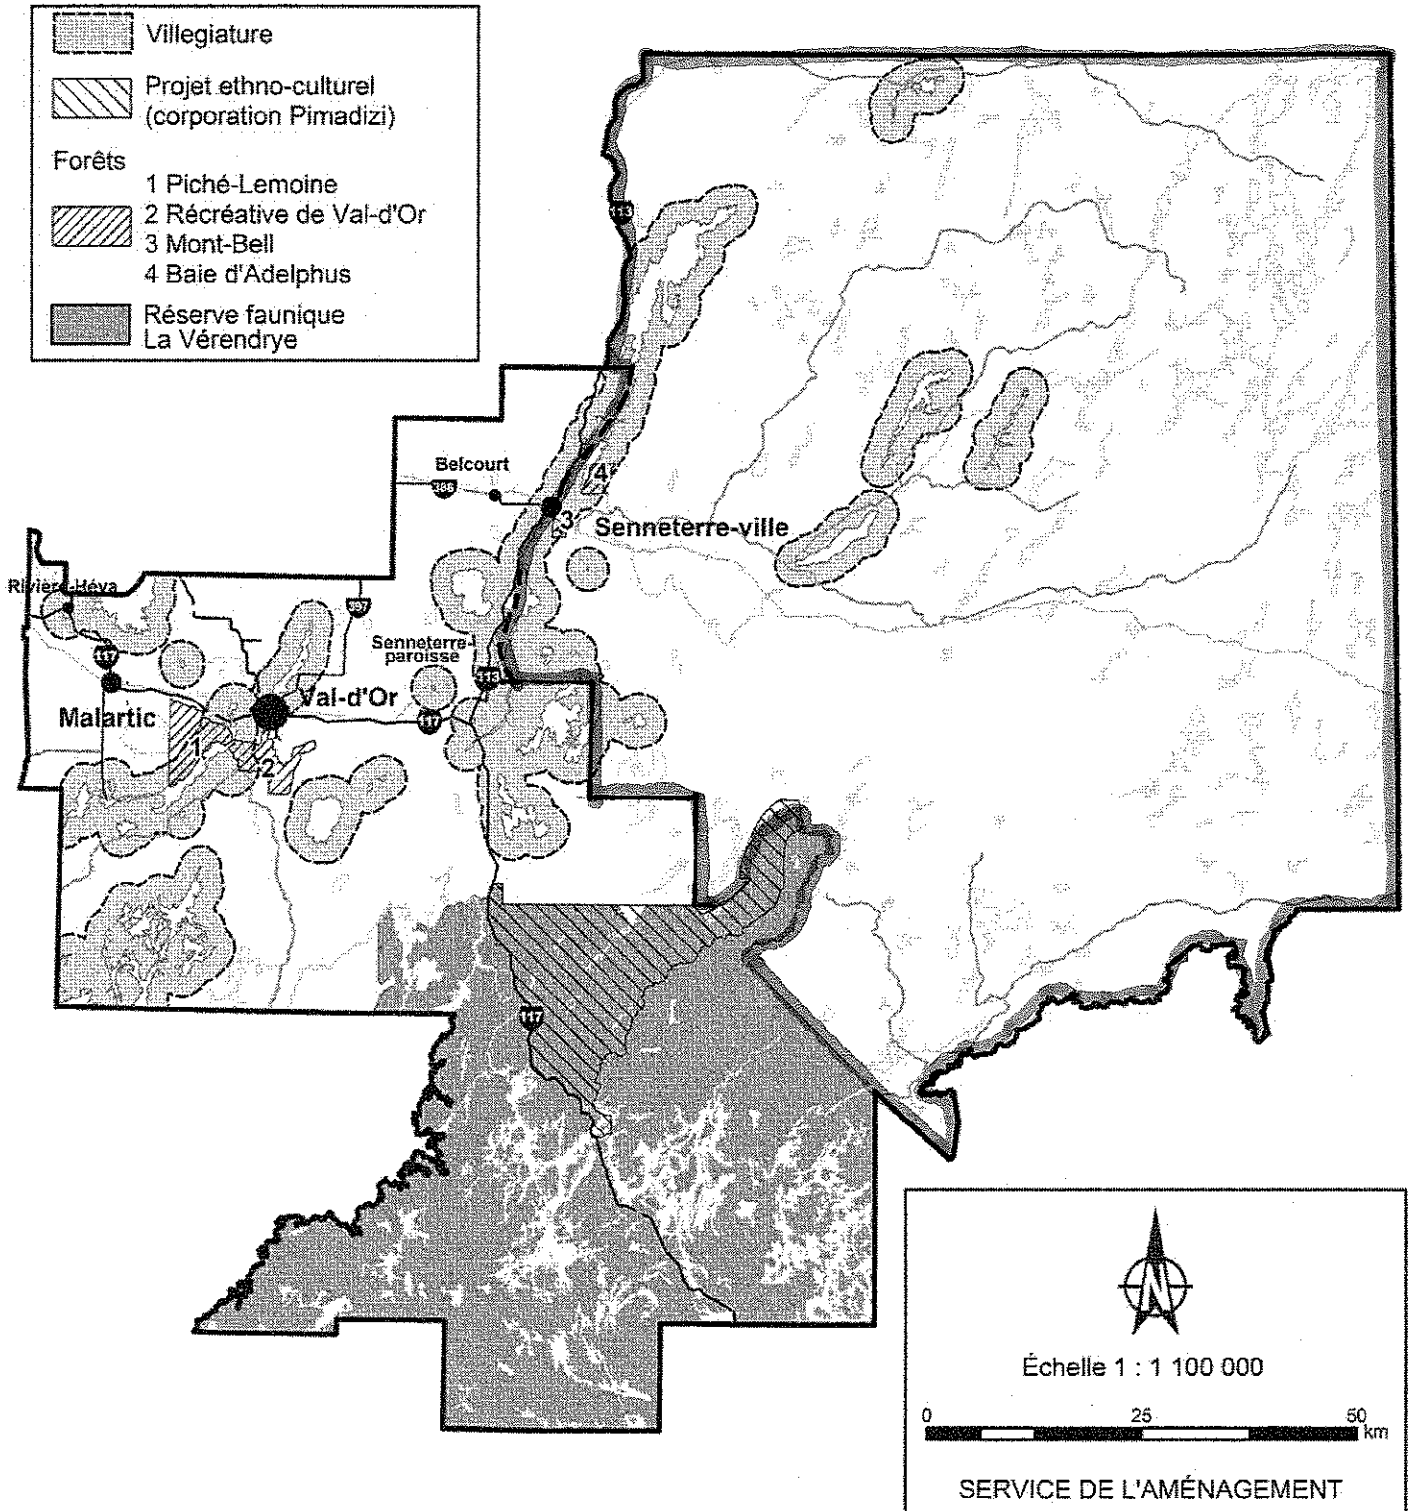 Villegiature
Projet ethno-culturel
(corporation Pimadizi)
Forêts
1 Piché-Lemoine
2 Récréative de Val-d'Or
3 Mont-Bell
4 Baie d'Adelphus
Réserve faunique
La Vérendrye
113
Belcourt
386
4
3
Senneterre-ville
Rivière-Héva
397
Senneterre-
paroisse
117
113
Val-d'Or
Malartic
117
1
2
117
N
Échelle 1 : 1 100 000
0 25 50
km
SERVICE DE L'AMÉNAGEMENT